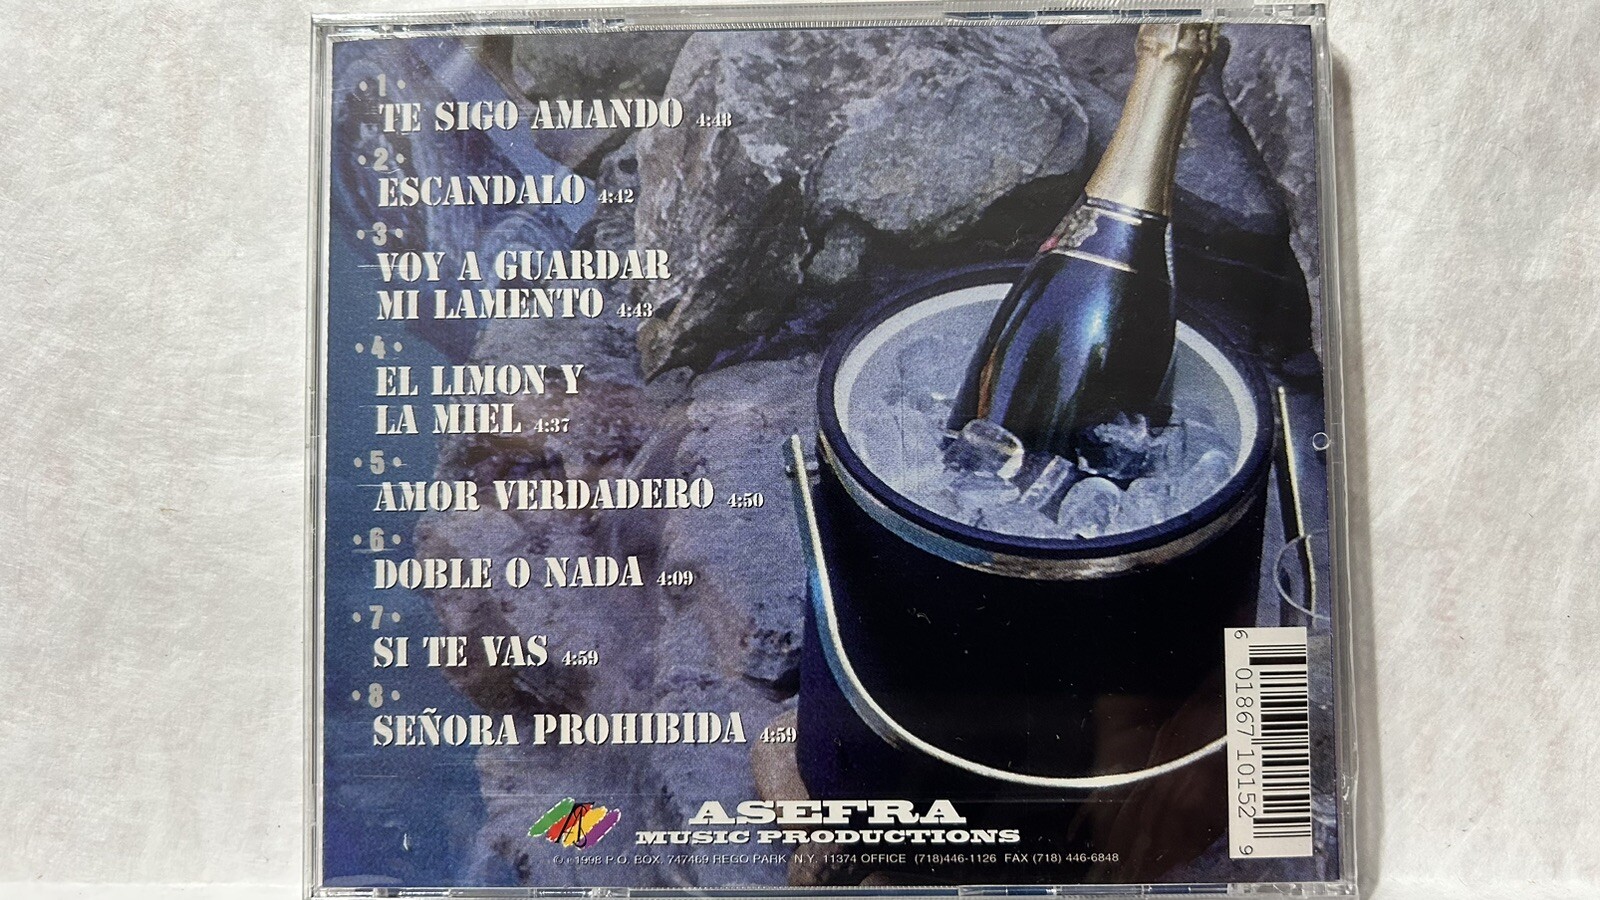 • 1 •
TE SIGO AMANDO 4:48
• 2 •
ESCANDALO 4:42
• 3 •
VOY A GUARDAR
MI LAMENTO 4:43
• 4 •
EL LIMON Y
LA MIEL 4:37
• 5 •
AMOR VERDADERO 4:50
• 6 •
DOBLE O NADA 4:09
• 7 •
SI TE VAS 4:59
• 8 •
SEÑORA PROHIBIDA 4:59
ASEFRA
MUSIC PRODUCTIONS
1998 P.O. BOX. 747469 REGO PARK N.Y. 11374 OFFICE (718)446-1126 FAX (718) 446-6848
6 01867 10152 9